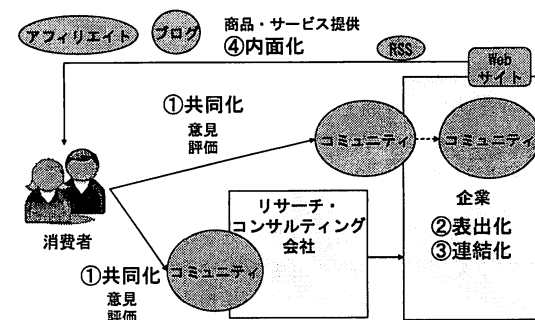 アフィリエイト
ブログ
商品・サービス提供
④内面化
RSS
Web
サイト
①共同化
意見
評価
コミュニティ
コミュニティ
企業
②表出化
③連結化
消費者
リサーチ・
コンサルティング
会社
①共同化
意見
評価
コミュニティ